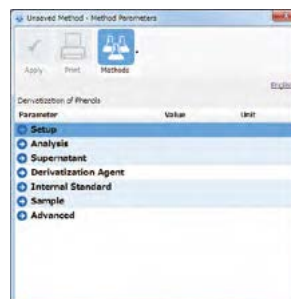 Unsaved Method - Method Parameters
Apply Print Methods
English
Derivatization of Phenols
Parameter Value Unit
Setup
Analysis
Supernatant
Derivatization Agent
Internal Standard
Sample
Advanced